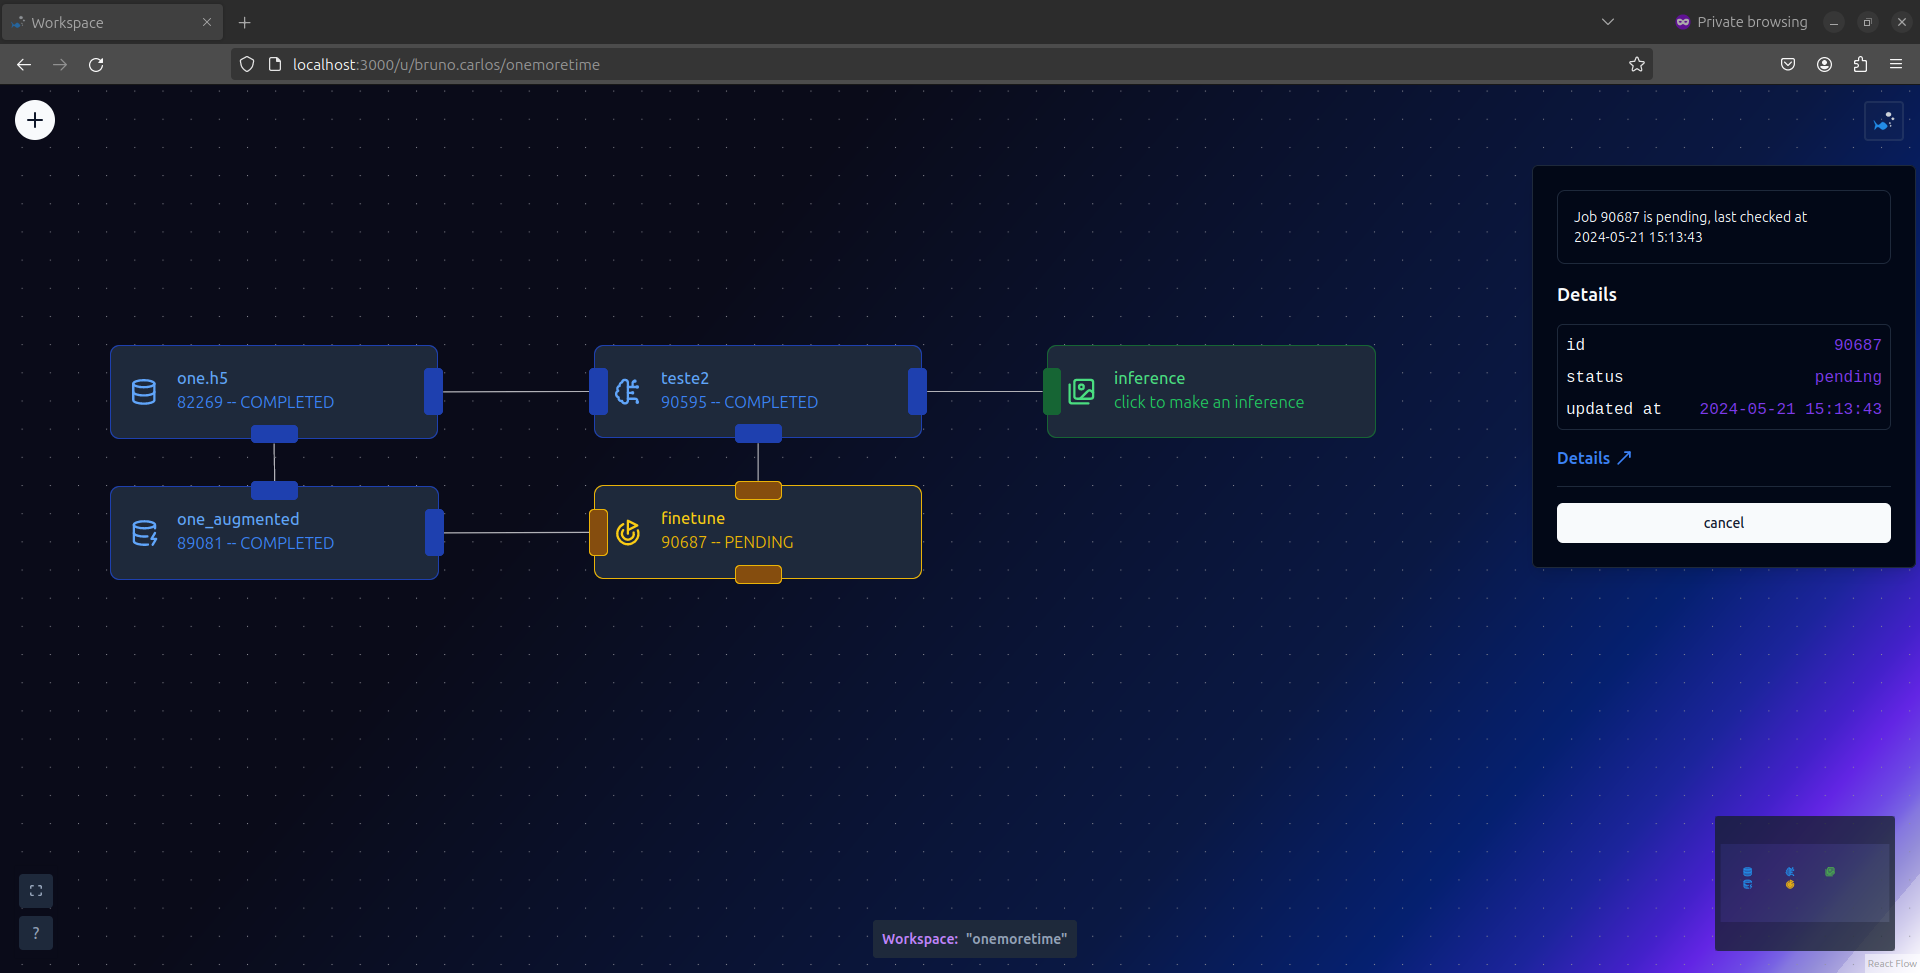 Workspace
Private browsing
localhost:3000/u/bruno.carlos/onemoretime
Job 90687 is pending, last checked at
2024-05-21 15:13:43
Details
id 90687
status pending
updated at 2024-05-21 15:13:43
Details
cancel
one.h5
82269 -- COMPLETED
teste2
90595 -- COMPLETED
inference
click to make an inference
one_augmented
89081 -- COMPLETED
finetune
90687 -- PENDING
?
Workspace: "onemoretime"
React Flow